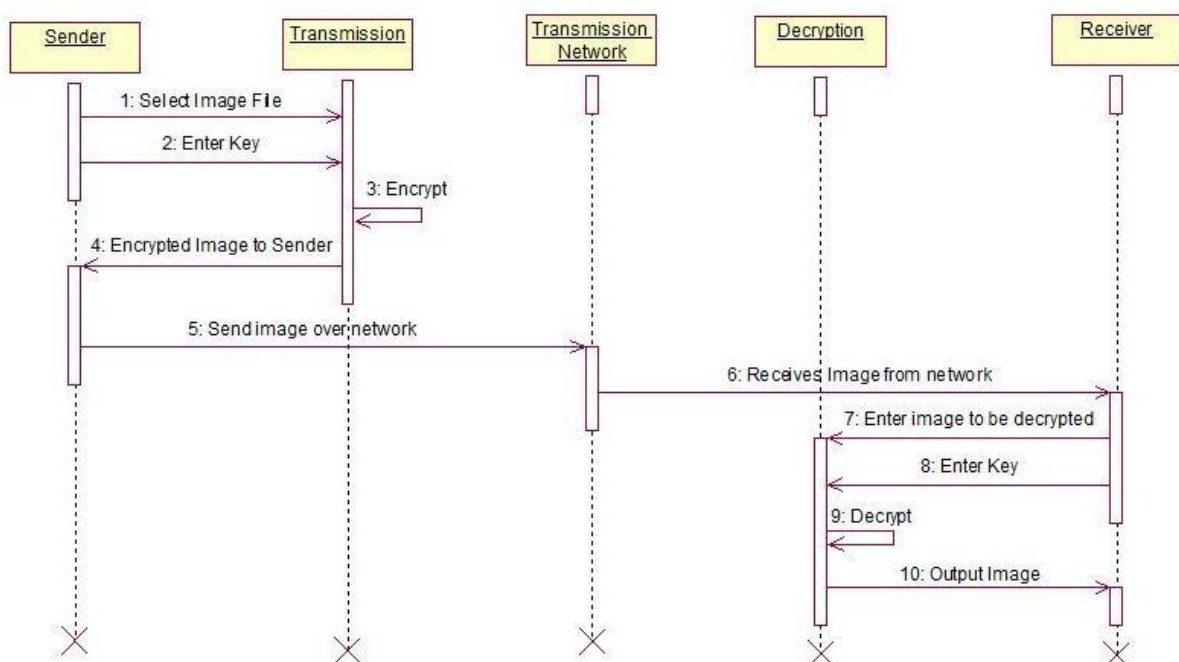 Sender
Transmission
Transmission
Network
Decryption
Receiver
1: Select Image File
2: Enter Key
3: Encrypt
4: Encrypted Image to Sender
5: Send image over network
6: Receives Image from network
7: Enter image to be decrypted
8: Enter Key
9: Decrypt
10: Output Image